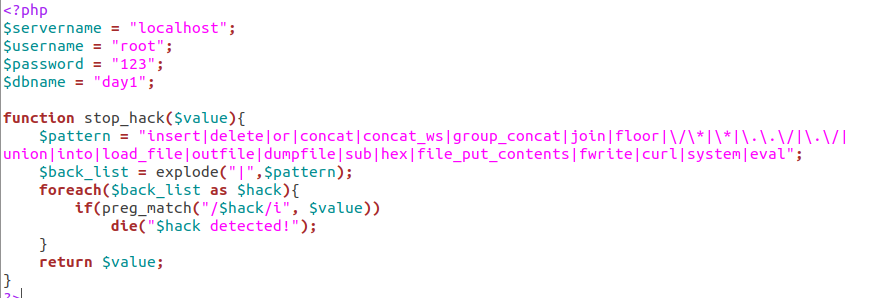 <?php
$servername = "localhost";
$username = "root";
$password = "123";
$dbname = "day1";
function stop_hack($value){
    $pattern = "insert|delete|or|concat|concat_ws|group_concat|join|floor|\/\*|\*|\.\.\/|\.\/|
union|into|load_file|outfile|dumpfile|sub|hex|file_put_contents|fwrite|curl|system|eval";
    $back_list = explode("|",$pattern);
    foreach($back_list as $hack){
        if(preg_match("/$hack/i", $value))
            die("$hack detected!");
    }
    return $value;
}
?>